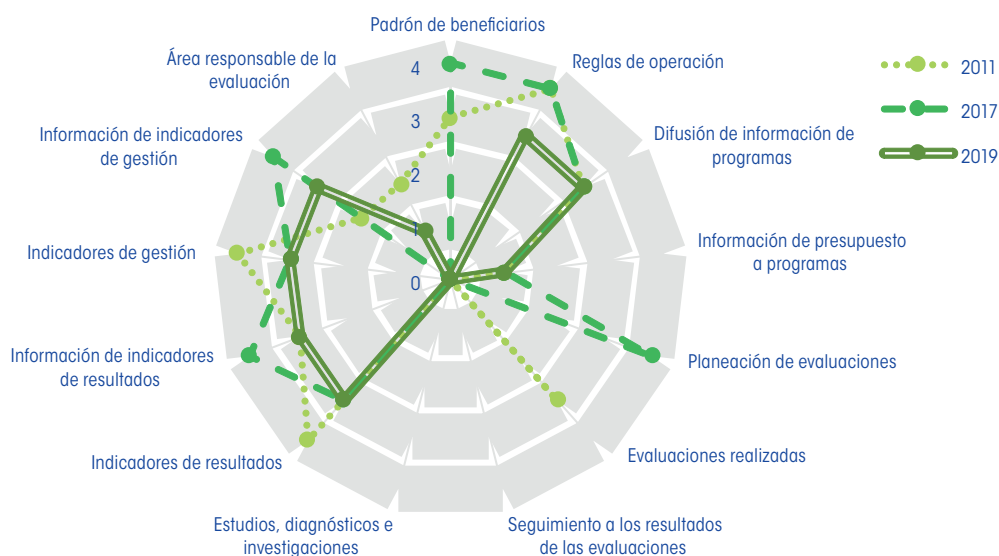 Padrón de beneficiarios
Reglas de operación
Difusión de información de
programas
Información de presupuesto
a programas
Planeación de evaluaciones
Evaluaciones realizadas
Seguimiento a los resultados
de las evaluaciones
Estudios, diagnósticos e
investigaciones
Indicadores de resultados
Información de indicadores
de resultados
Indicadores de gestión
Información de indicadores
de gestión
Área responsable de la
evaluación
4
3
2
1
0
2011
2017
2019